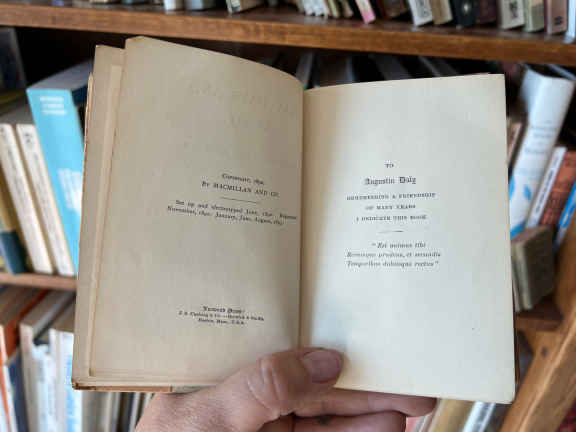 Copyright, 1892,
By MACMILLAN AND CO.
Set up and electrotyped June, 1892. Reprinted
November, 1892; January, June, August, 1893.
Norwood Press:
J. S. Cushing & Co. — Berwick & Smith.
Boston, Mass., U.S.A.
TO
Augustin Daly
REMEMBERING A FRIENDSHIP
OF MANY YEARS
I DEDICATE THIS BOOK
" Est animus tibi
Rerumque prudens, et secundis
Temporibus dubiisque rectus "